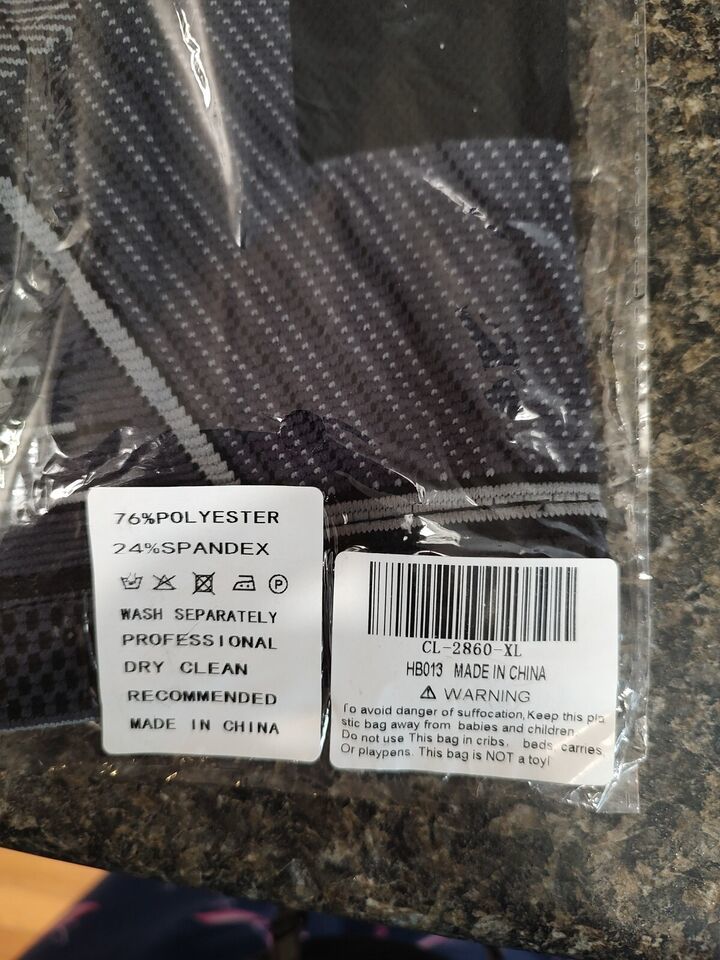 76%POLYESTER
24%SPANDEX
P
WASH SEPARATELY
PROFESSIONAL
DRY CLEAN
RECOMMENDED
MADE IN CHINA
CL-2860-XL
HB013 MADE IN CHINA
⚠ WARNING
To avoid danger of suffocation,Keep this pla
stic bag away from babies and children.
Do not use This bag in cribs, beds, carries
Or playpens. This bag is NOT a toy!